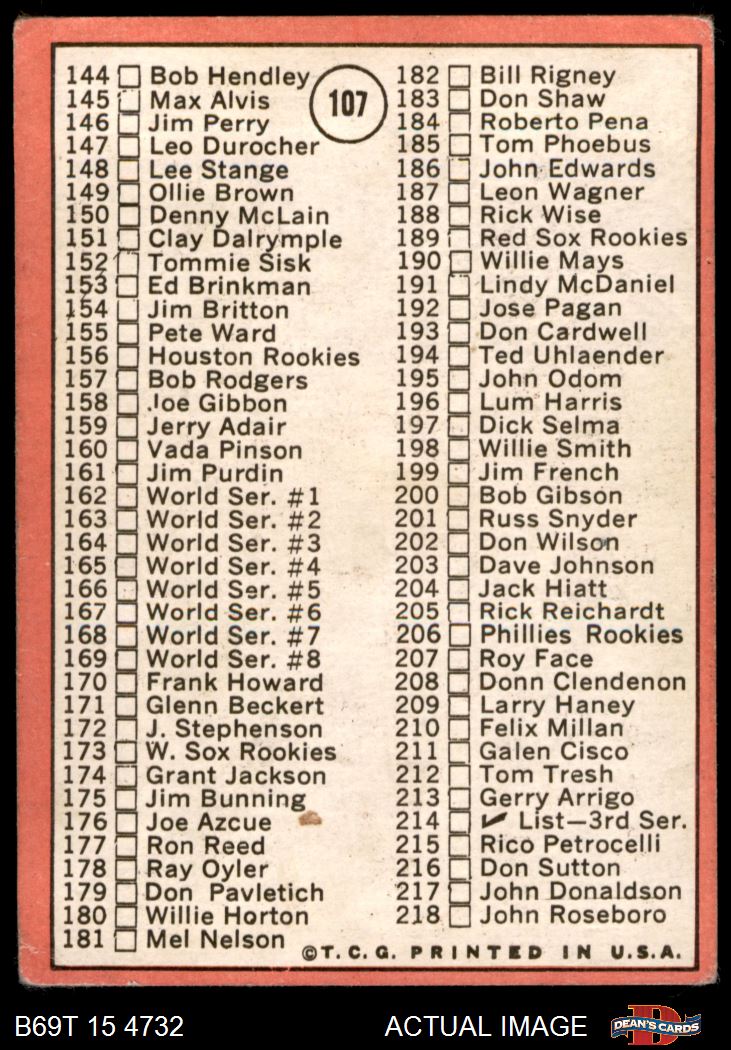 107
144 Bob Hendley
145 Max Alvis
146 Jim Perry
147 Leo Durocher
148 Lee Stange
149 Ollie Brown
150 Denny McLain
151 Clay Dalrymple
152 Tommie Sisk
153 Ed Brinkman
154 Jim Britton
155 Pete Ward
156 Houston Rookies
157 Bob Rodgers
158 Joe Gibbon
159 Jerry Adair
160 Vada Pinson
161 Jim Purdin
162 World Ser. #1
163 World Ser. #2
164 World Ser. #3
165 World Ser. #4
166 World Ser. #5
167 World Ser. #6
168 World Ser. #7
169 World Ser. #8
170 Frank Howard
171 Glenn Beckert
172 J. Stephenson
173 W. Sox Rookies
174 Grant Jackson
175 Jim Bunning
176 Joe Azcue
177 Ron Reed
178 Ray Oyler
179 Don Pavletich
180 Willie Horton
181 Mel Nelson
182 Bill Rigney
183 Don Shaw
184 Roberto Pena
185 Tom Phoebus
186 John Edwards
187 Leon Wagner
188 Rick Wise
189 Red Sox Rookies
190 Willie Mays
191 Lindy McDaniel
192 Jose Pagan
193 Don Cardwell
194 Ted Uhlaender
195 John Odom
196 Lum Harris
197 Dick Selma
198 Willie Smith
199 Jim French
200 Bob Gibson
201 Russ Snyder
202 Don Wilson
203 Dave Johnson
204 Jack Hiatt
205 Rick Reichardt
206 Phillies Rookies
207 Roy Face
208 Donn Clendenon
209 Larry Haney
210 Felix Millan
211 Galen Cisco
212 Tom Tresh
213 Gerry Arrigo
214 ✔ List—3rd Ser.
215 Rico Petrocelli
216 Don Sutton
217 John Donaldson
218 John Roseboro
©T.C.G. PRINTED IN U.S.A.
B69T 15 4732
ACTUAL IMAGE
DEAN'S CARDS